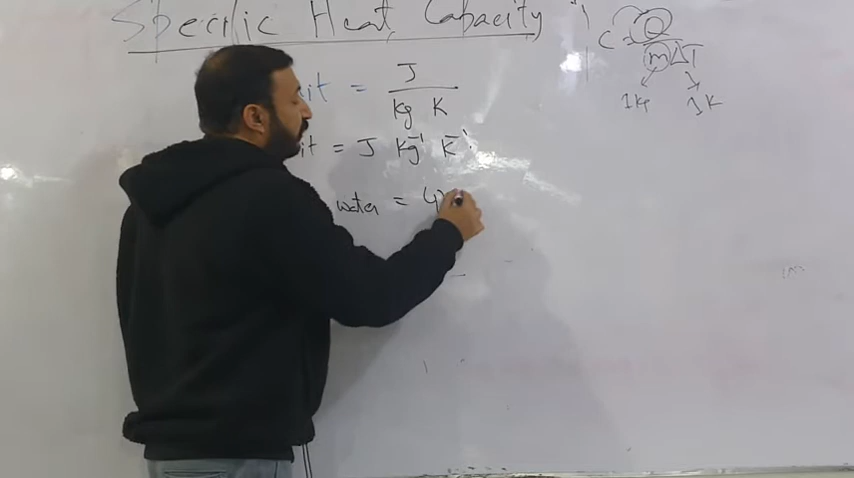 Specific Heat Capacity
C = Q
mΔT
1kg 1K
it = J
kg K
it = J kg⁻¹ K⁻¹
water = 4